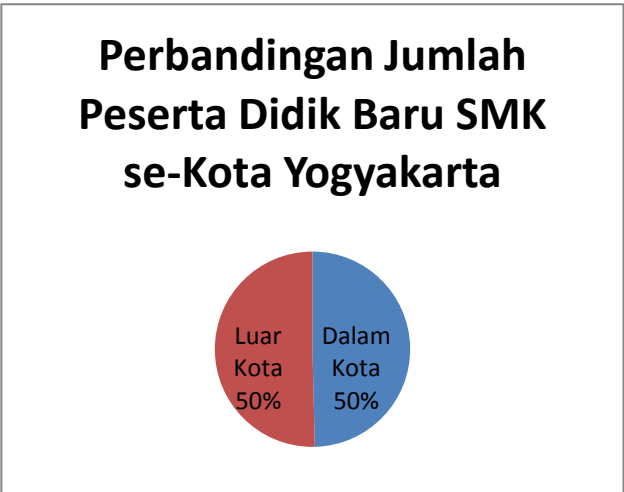 Perbandingan Jumlah
Peserta Didik Baru SMK
se-Kota Yogyakarta
Luar
Kota
50%
Dalam
Kota
50%